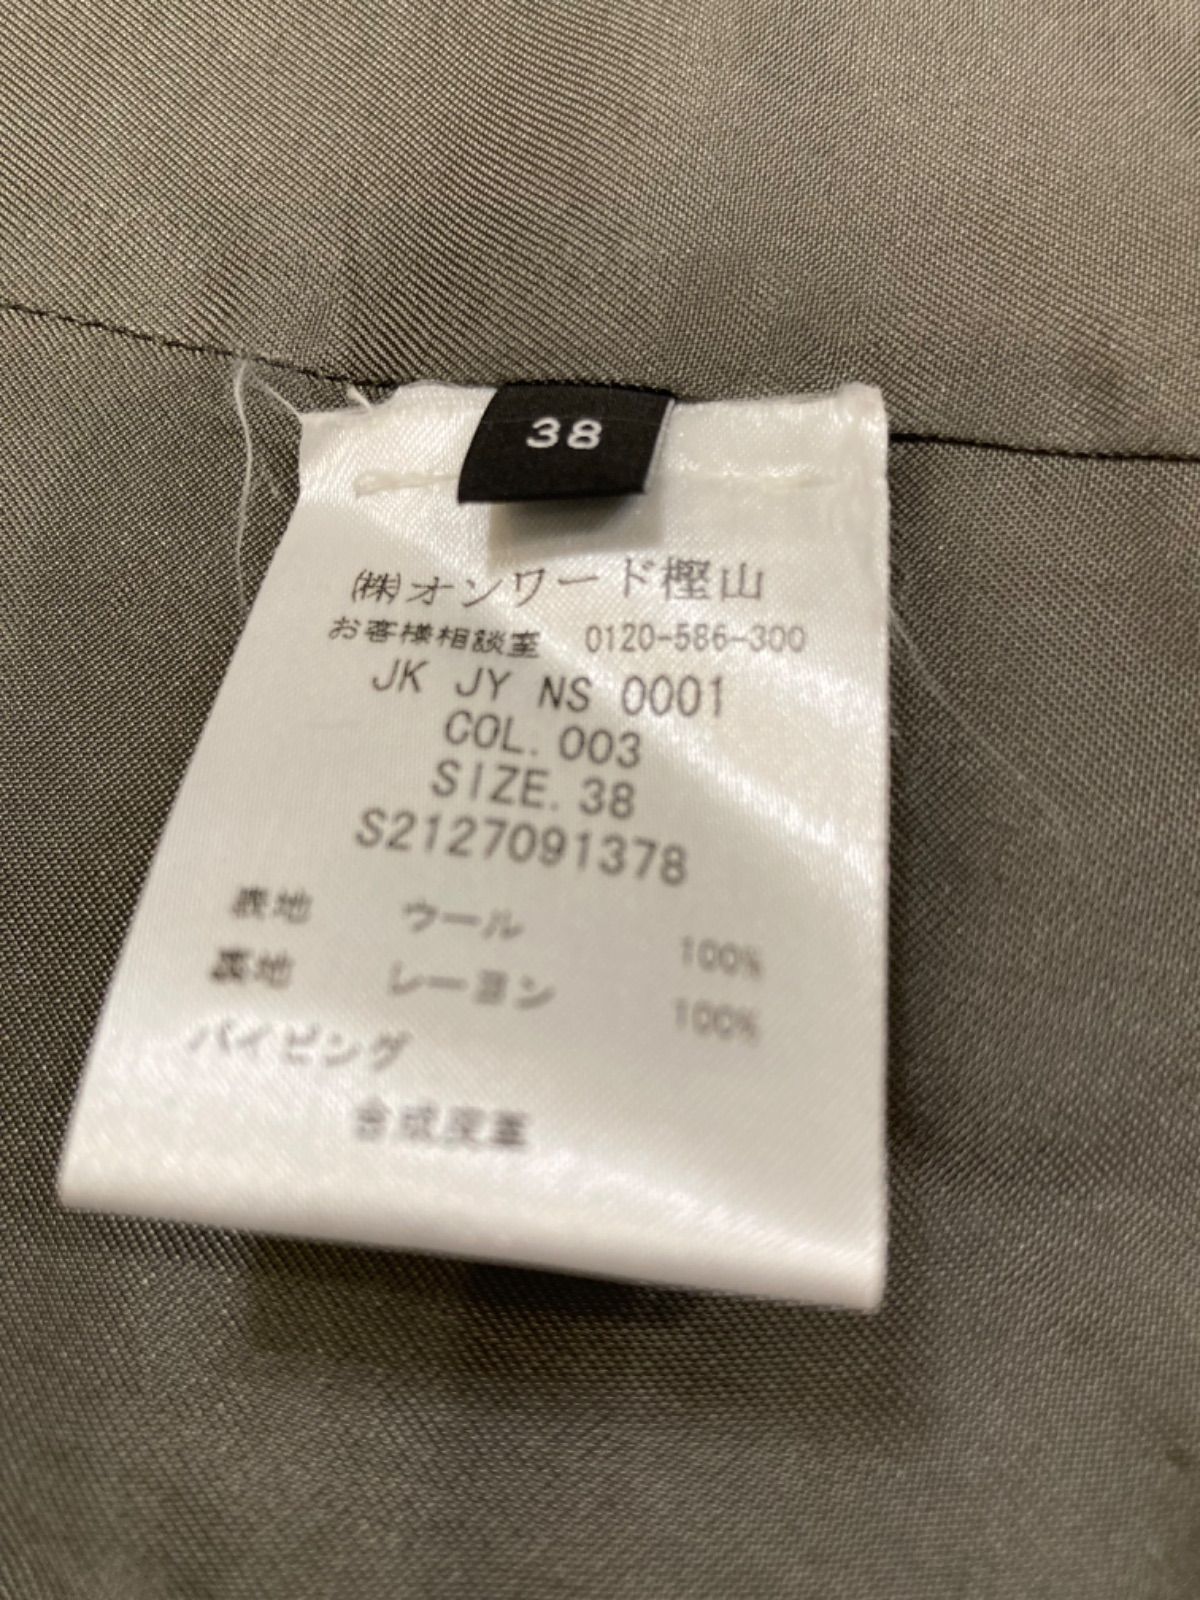 38
㈱オンワード樫山
お客様相談室 0120-586-300
JK JY NS 0001
COL. 003
SIZE. 38
S2127091378
表地 ウール 100%
裏地 レーヨン 100%
パイピング
合成皮革